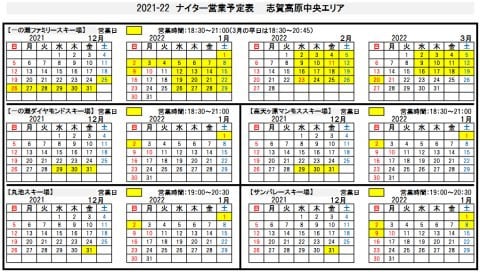 2021-22 ナイター営業予定表 志賀高原中央エリア
【一の瀬ファミリースキー場】 営業日 営業時間:18:30～21:00(3月の平日は18:30～20:45)
2021 12月 2022 1月 2022 2月 2022 3月
日 月 火 水 木 金 土 日 月 火 水 木 金 土 日 月 火 水 木 金 土 日 月 火 水 木 金 土
1 2 3 4 1 1 2 3 4 5 1 2 3 4 5
5 6 7 8 9 10 11 2 3 4 5 6 7 8 6 7 8 9 10 11 12 6 7 8 9 10 11 12
12 13 14 15 16 17 18 9 10 11 12 13 14 15 13 14 15 16 17 18 19 13 14 15 16 17 18 19
19 20 21 22 23 24 25 16 17 18 19 20 21 22 20 21 22 23 24 25 26 20 21 22 23 24 25 26
26 27 28 29 30 31 23 24 25 26 27 28 29 27 28 27 28 29 30 31
30 31
【一の瀬ダイヤモンドスキー場】 営業日 営業時間:18:30～21:00 【高天ヶ原マンモススキー場】 営業日 営業時間:18:30～21:00
2021 12月 2022 1月 2021 12月 2022 1月
日 月 火 水 木 金 土 日 月 火 水 木 金 土 日 月 火 水 木 金 土 日 月 火 水 木 金 土
1 2 3 4 1 1 2 3 4 1
5 6 7 8 9 10 11 2 3 4 5 6 7 8 5 6 7 8 9 10 11 2 3 4 5 6 7 8
12 13 14 15 16 17 18 9 10 11 12 13 14 15 12 13 14 15 16 17 18 9 10 11 12 13 14 15
19 20 21 22 23 24 25 16 17 18 19 20 21 22 19 20 21 22 23 24 25 16 17 18 19 20 21 22
26 27 28 29 30 31 23 24 25 26 27 28 29 26 27 28 29 30 31 23 24 25 26 27 28 29
30 31 30 31
【丸池スキー場】 営業日 営業時間:19:00～20:30 【サンバレースキー場】 営業日 営業時間:19:00～20:30
2021 12月 2022 1月 2021 12月 2022 1月
日 月 火 水 木 金 土 日 月 火 水 木 金 土 日 月 火 水 木 金 土 日 月 火 水 木 金 土
1 2 3 4 1 1 2 3 4 1
5 6 7 8 9 10 11 2 3 4 5 6 7 8 5 6 7 8 9 10 11 2 3 4 5 6 7 8
12 13 14 15 16 17 18 9 10 11 12 13 14 15 12 13 14 15 16 17 18 9 10 11 12 13 14 15
19 20 21 22 23 24 25 16 17 18 19 20 21 22 19 20 21 22 23 24 25 16 17 18 19 20 21 22
26 27 28 29 30 31 23 24 25 26 27 28 29 26 27 28 29 30 31 23 24 25 26 27 28 29
30 31 30 31